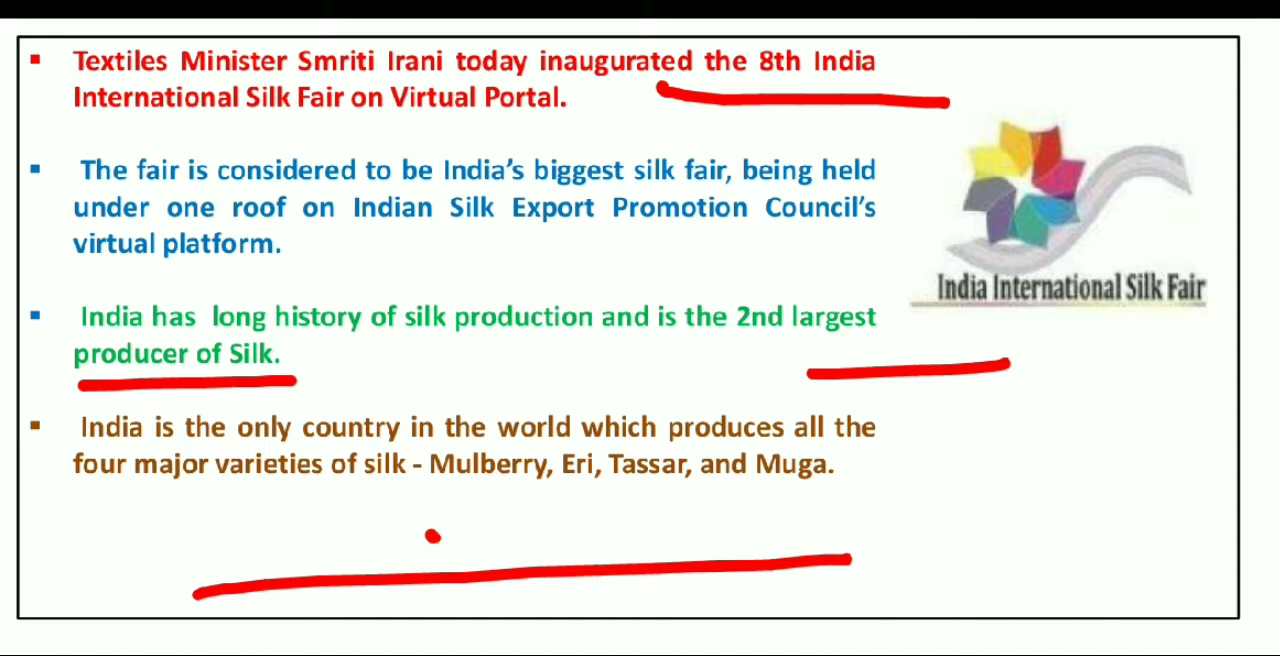 ▪ Textiles Minister Smriti Irani today inaugurated the 8th India
International Silk Fair on Virtual Portal.
▪ The fair is considered to be India's biggest silk fair, being held
under one roof on Indian Silk Export Promotion Council's
virtual platform.
▪ India has long history of silk production and is the 2nd largest
producer of Silk.
▪ India is the only country in the world which produces all the
four major varieties of silk - Mulberry, Eri, Tassar, and Muga.
India International Silk Fair